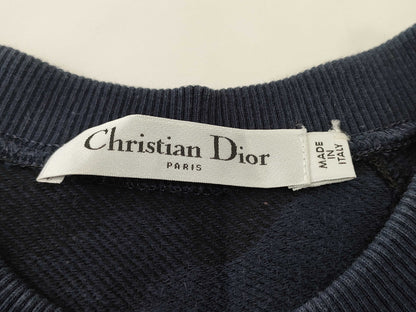 Christian Dior
PARIS
MADE
IN
ITALY